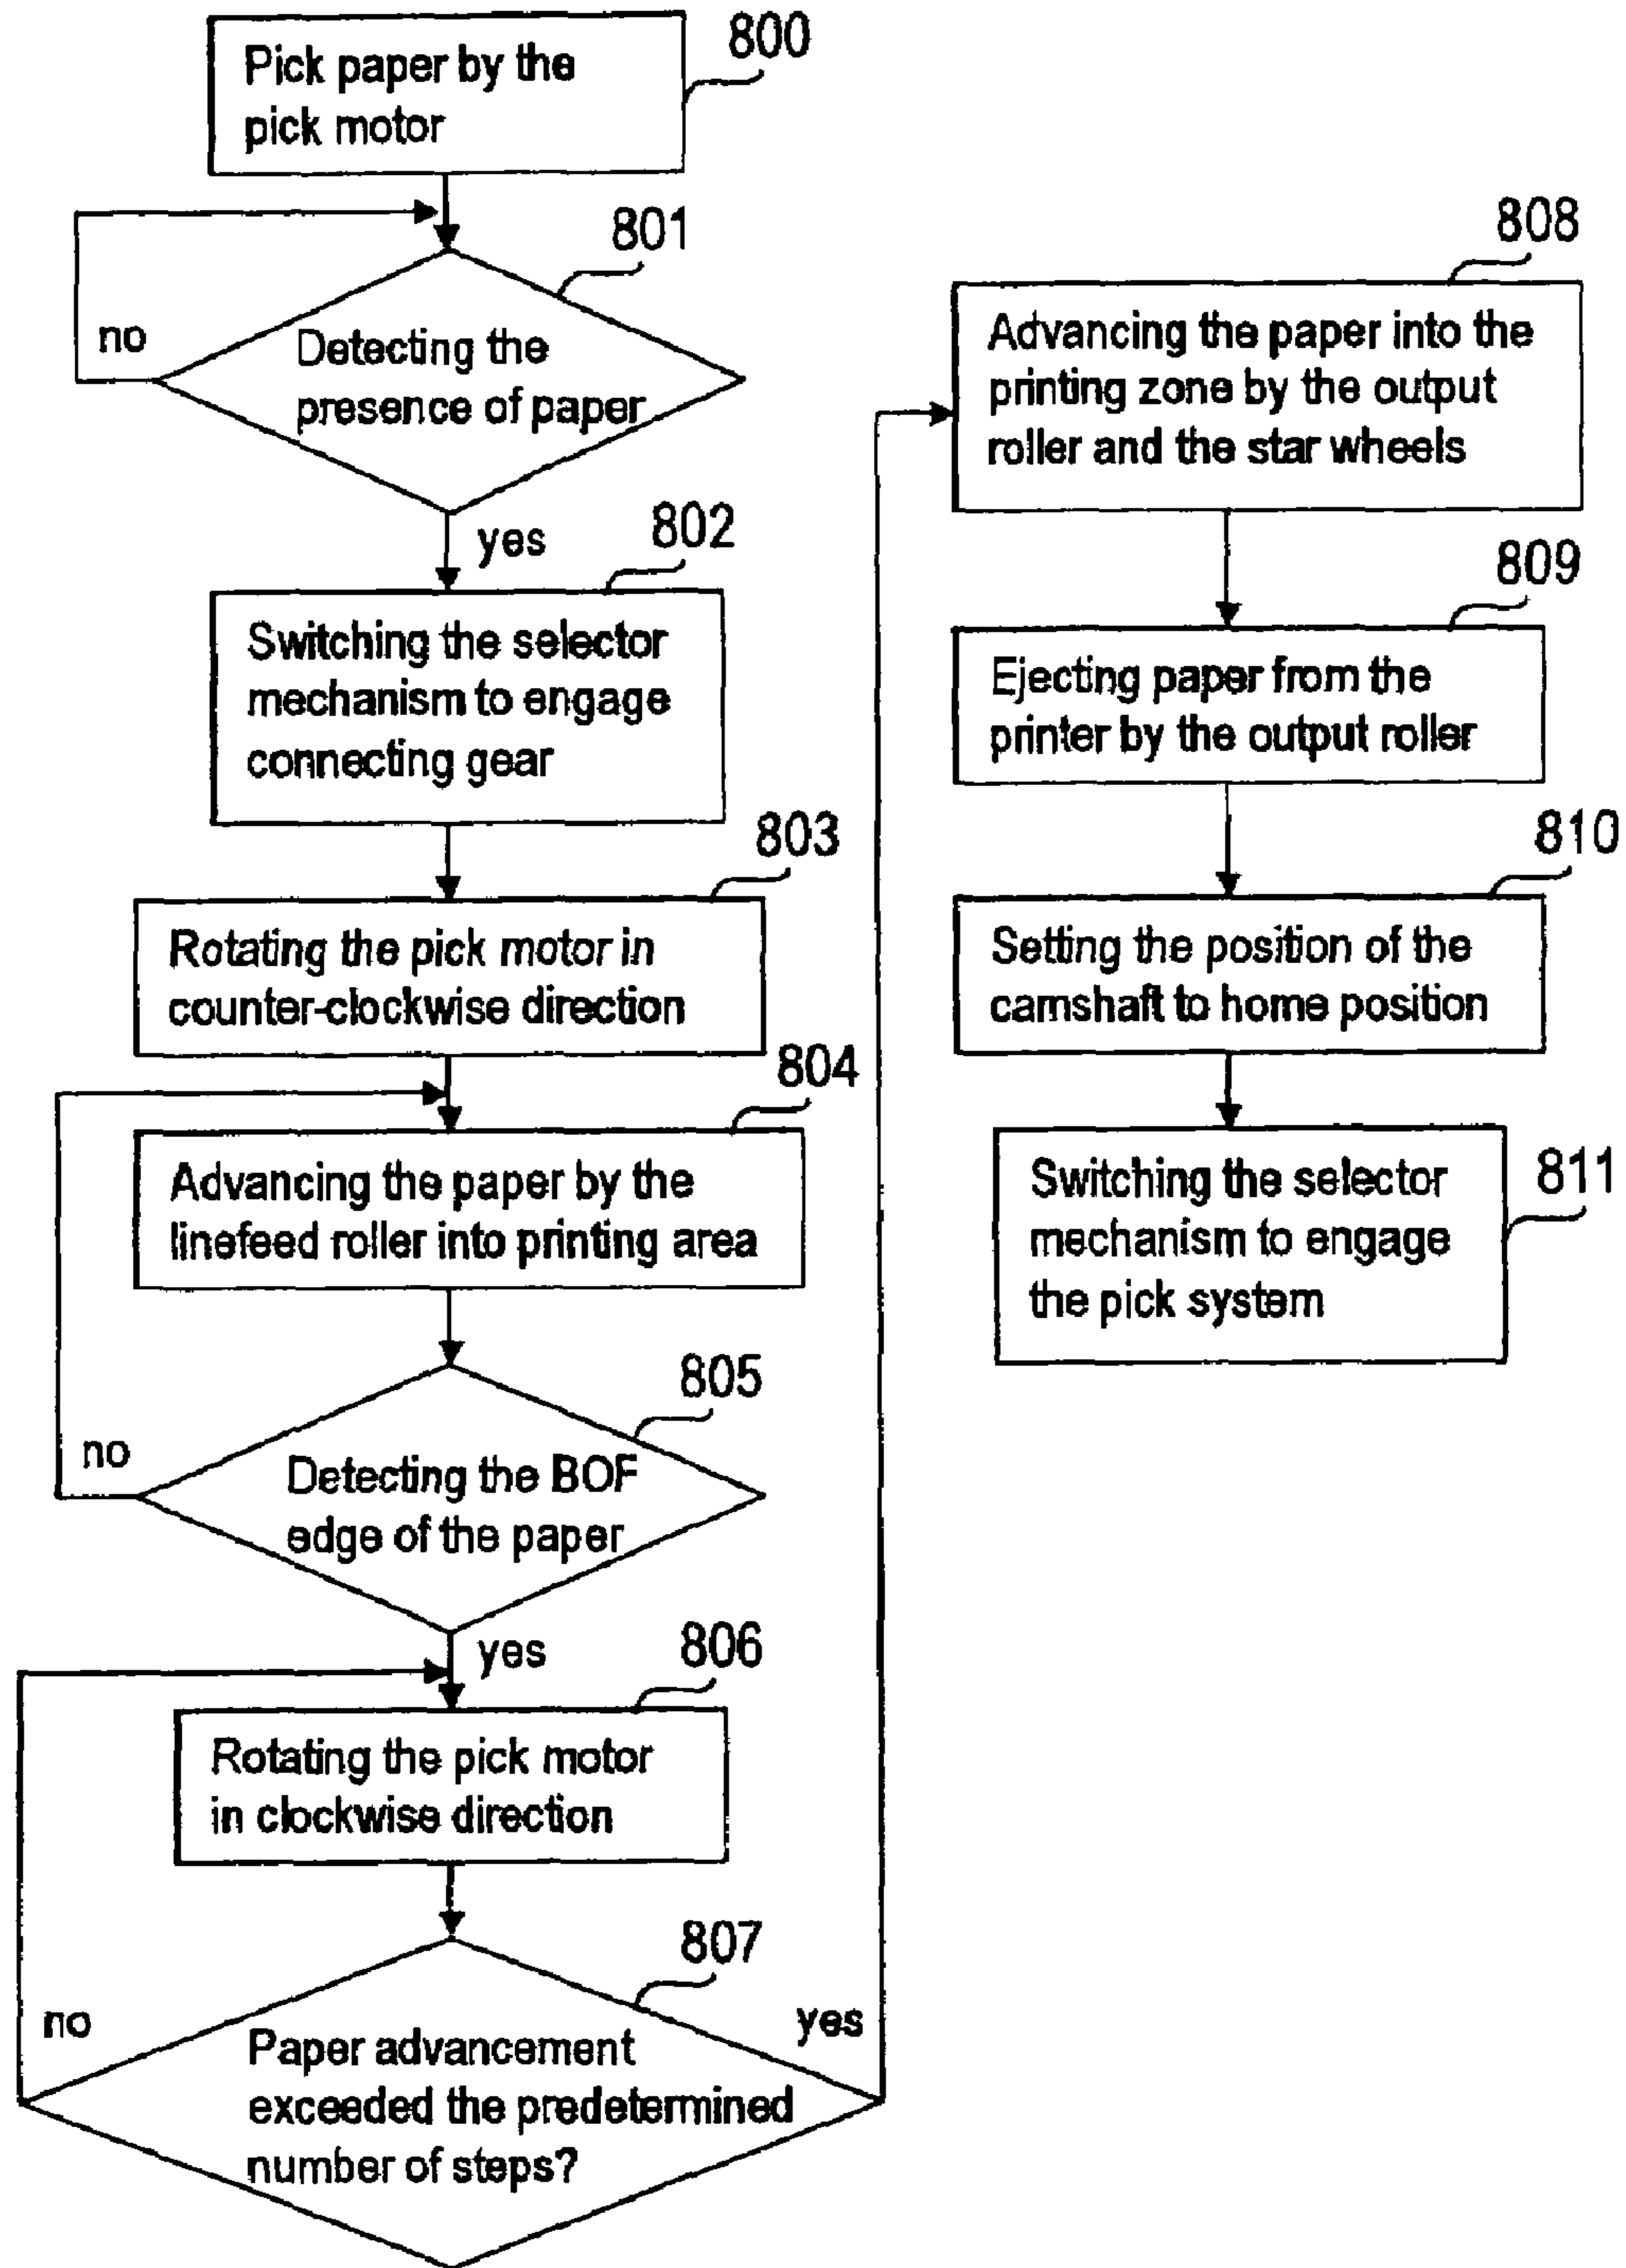 Pick paper by the
pick motor
800
801
no
Detecting the
presence of paper
yes
802
Switching the selector
mechanism to engage
connecting gear
803
Rotating the pick motor in
counter-clockwise direction
804
Advancing the paper by the
linefeed roller into printing area
805
no
Detecting the BOF
edge of the paper
yes
806
Rotating the pick motor
in clockwise direction
807
no
yes
Paper advancement
exceeded the predetermined
number of steps?
808
Advancing the paper into the
printing zone by the output
roller and the star wheels
809
Ejecting paper from the
printer by the output roller
810
Setting the position of the
camshaft to home position
811
Switching the selector
mechanism to engage
the pick system